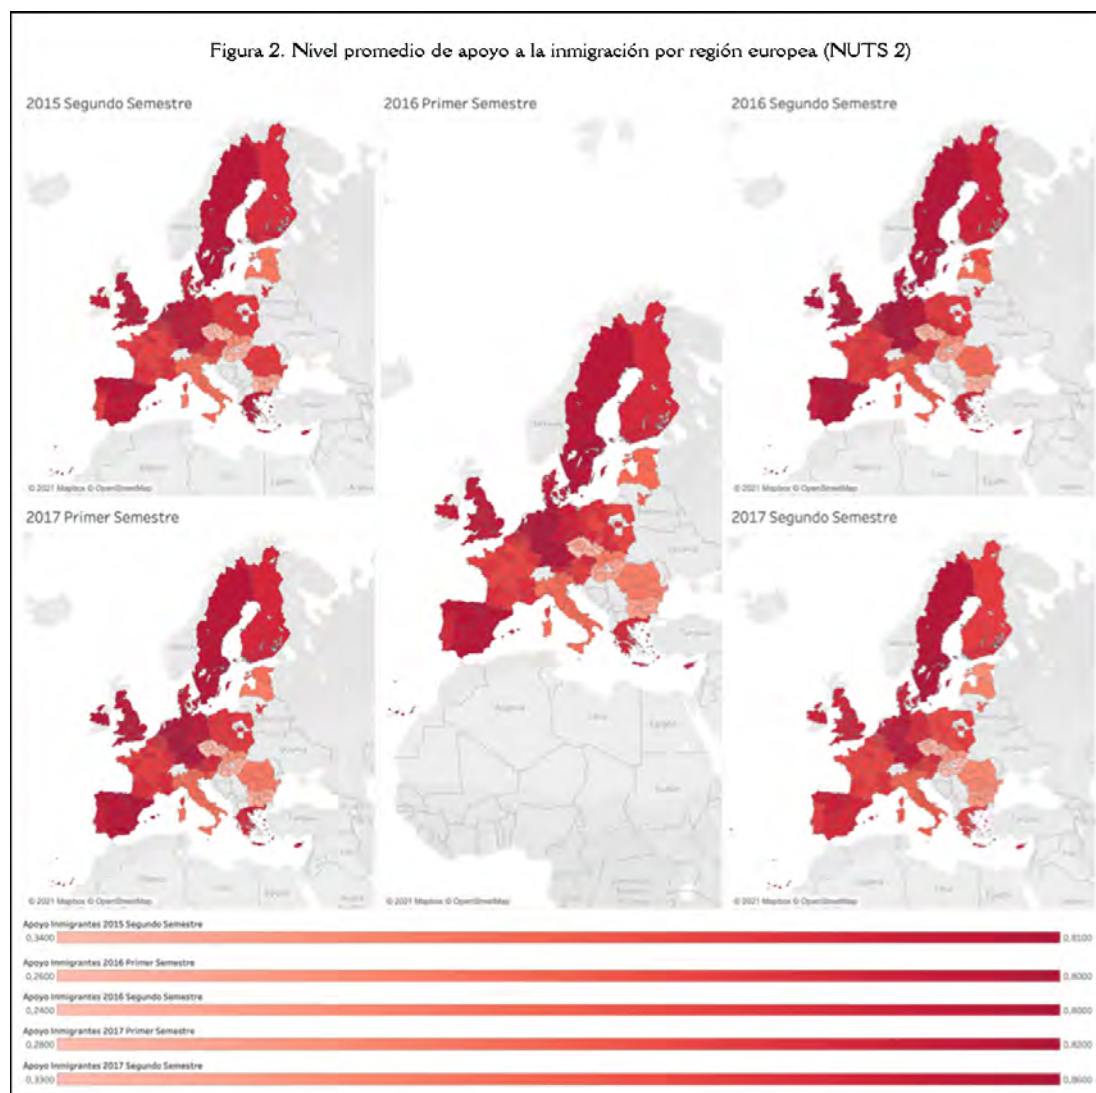 Figura 2. Nivel promedio de apoyo a la inmigración por región europea (NUTS 2)
2015 Segundo Semestre
2016 Primer Semestre
2016 Segundo Semestre
© 2021 Mapbox © OpenStreetMap
© 2021 Mapbox © OpenStreetMap
2017 Primer Semestre
2017 Segundo Semestre
Argelia
Libia
Egipto
Sudán
© 2021 Mapbox © OpenStreetMap
© 2021 Mapbox © OpenStreetMap
© 2021 Mapbox © OpenStreetMap
Apoyo Inmigrantes 2015 Segundo Semestre
0,3400 0,8100
Apoyo Inmigrantes 2016 Primer Semestre
0,2600 0,8000
Apoyo Inmigrantes 2016 Segundo Semestre
0,2400 0,8000
Apoyo Inmigrantes 2017 Primer Semestre
0,2800 0,8200
Apoyo Inmigrantes 2017 Segundo Semestre
0,3300 0,8600